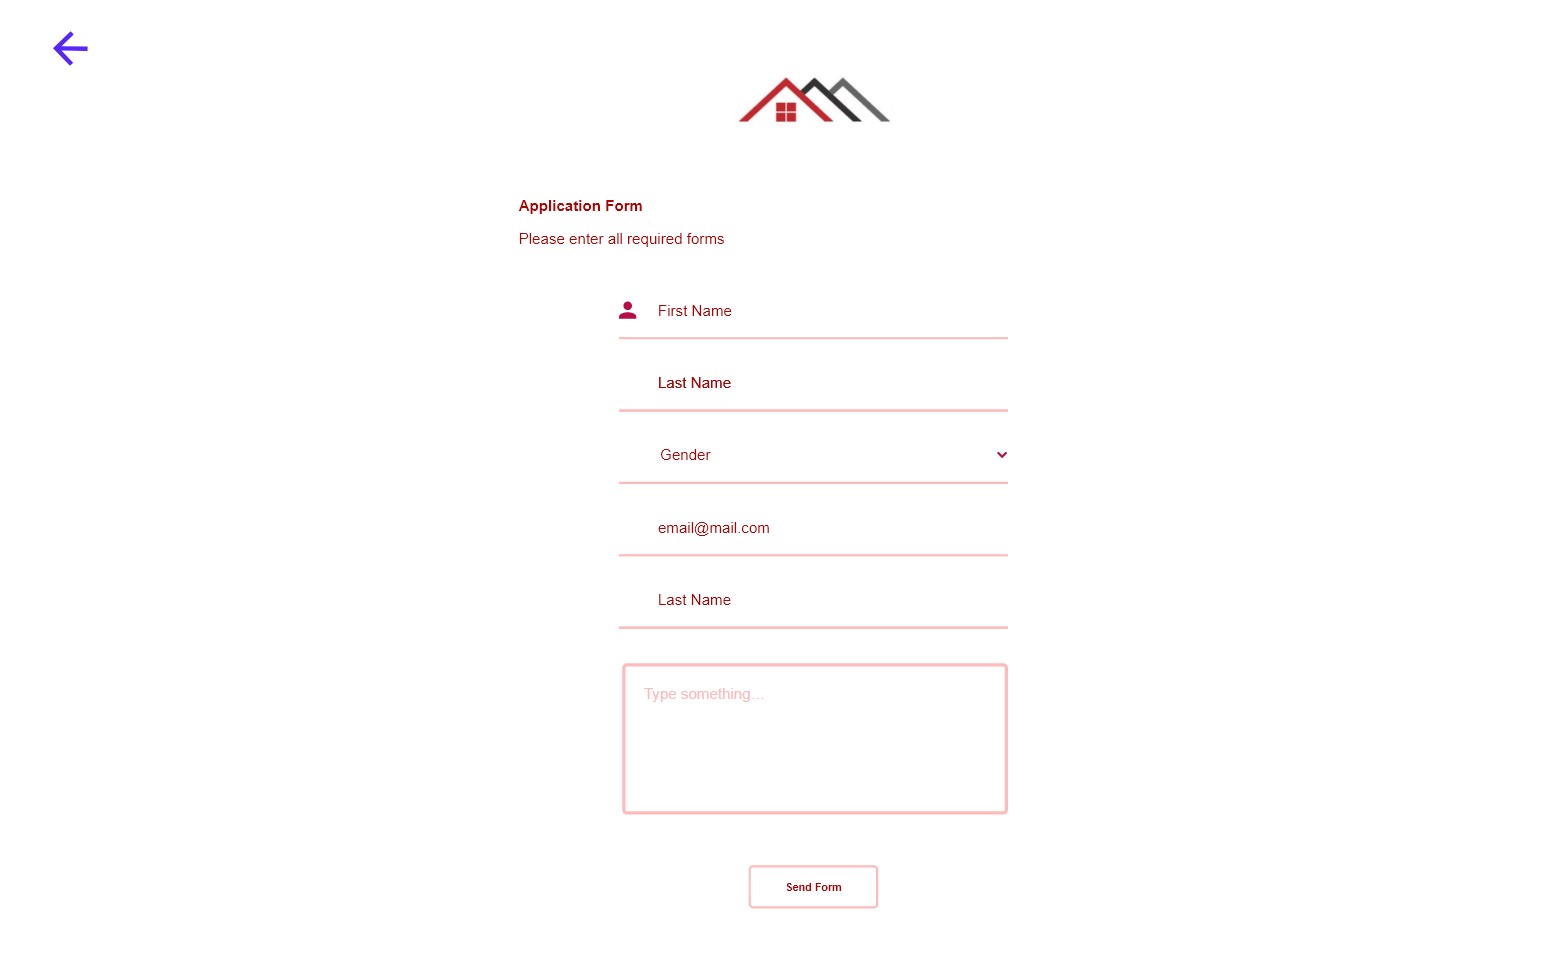 Application Form
Please enter all required forms
First Name
Last Name
Gender
email@mail.com
Last Name
Type something...
Send Form